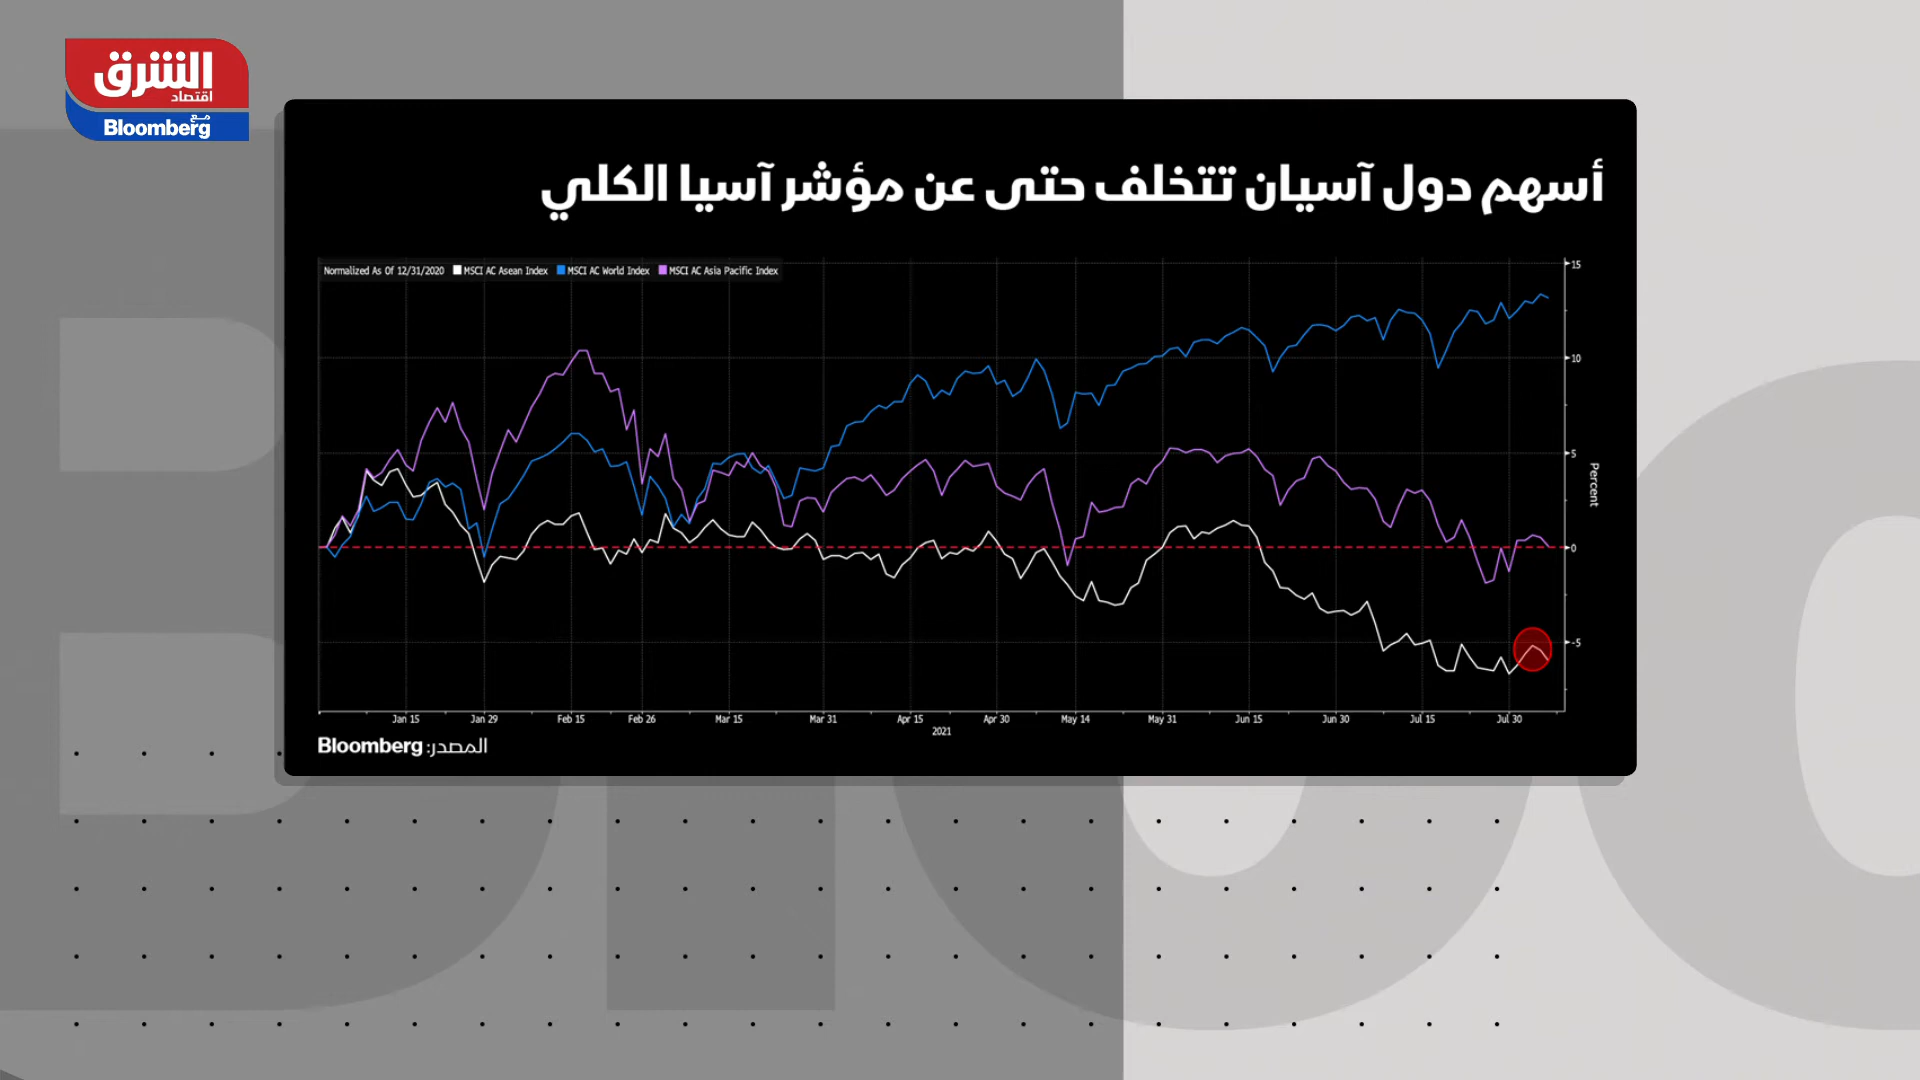 الشرق
اقتصاد
مع
Bloomberg
أسهم دول آسيان تتخلف حتى عن مؤشر آسيا الكلي
Normalized As Of 12/31/2020 MSCI AC Asean Index MSCI AC World Index MSCI AC Asia Pacific Index
15
10
5
0
-5
Percent
Jan 15 Jan 29 Feb 15 Feb 26 Mar 15 Mar 31 Apr 15 Apr 30 May 14 May 31 Jun 15 Jun 30 Jul 15 Jul 30
2021
المصدر: Bloomberg